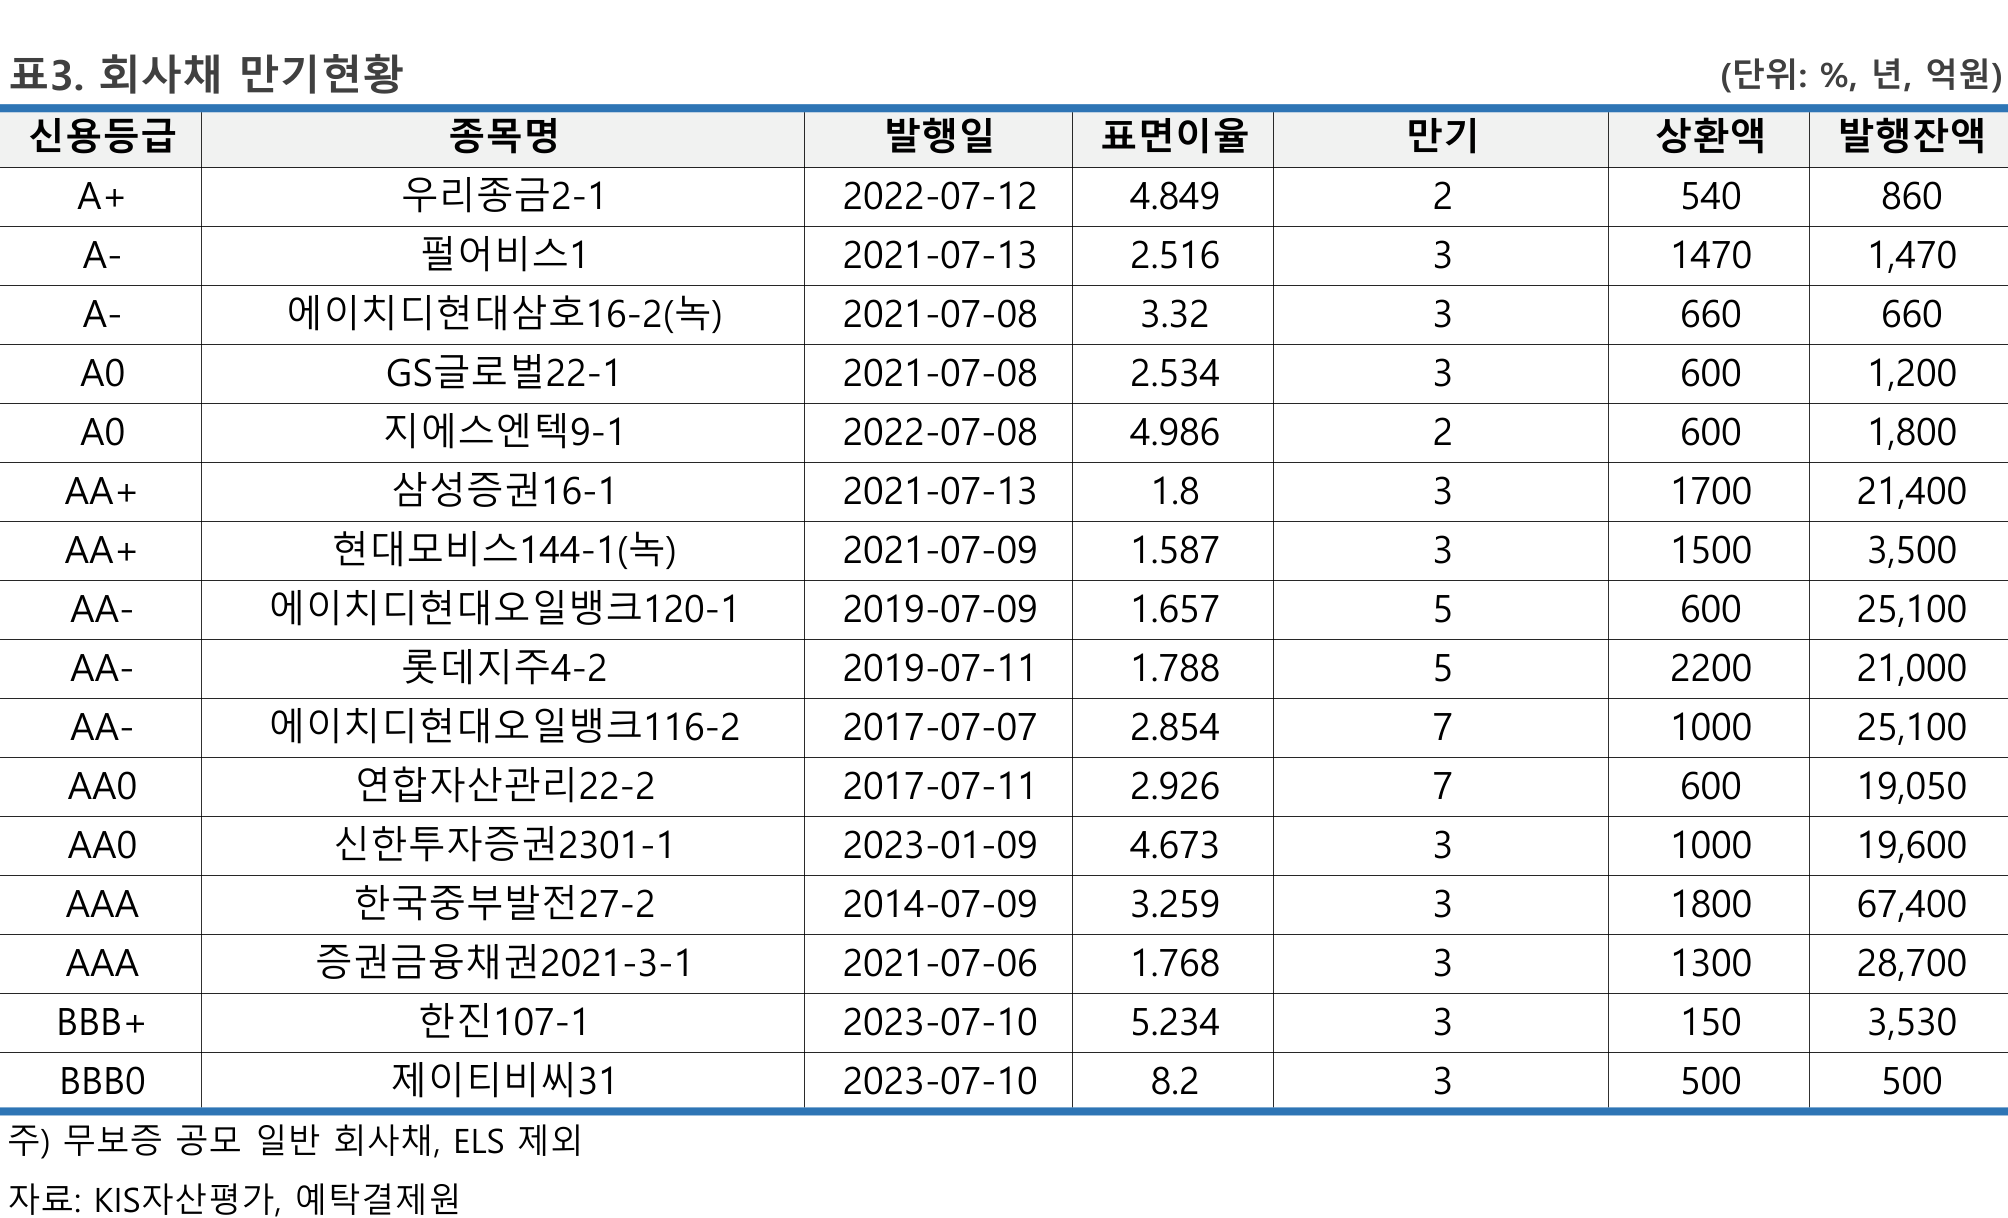 표3. 회사채 만기현황 (단위: %, 년, 억원)
신용등급 종목명 발행일 표면이율 만기 상환액 발행잔액
A+ 우리종금2-1 2022-07-12 4.849 2 540 860
A- 펄어비스1 2021-07-13 2.516 3 1470 1,470
A- 에이치디현대삼호16-2(녹) 2021-07-08 3.32 3 660 660
A0 GS글로벌22-1 2021-07-08 2.534 3 600 1,200
A0 지에스엔텍9-1 2022-07-08 4.986 2 600 1,800
AA+ 삼성증권16-1 2021-07-13 1.8 3 1700 21,400
AA+ 현대모비스144-1(녹) 2021-07-09 1.587 3 1500 3,500
AA- 에이치디현대오일뱅크120-1 2019-07-09 1.657 5 600 25,100
AA- 롯데지주4-2 2019-07-11 1.788 5 2200 21,000
AA- 에이치디현대오일뱅크116-2 2017-07-07 2.854 7 1000 25,100
AA0 연합자산관리22-2 2017-07-11 2.926 7 600 19,050
AA0 신한투자증권2301-1 2023-01-09 4.673 3 1000 19,600
AAA 한국중부발전27-2 2014-07-09 3.259 3 1800 67,400
AAA 증권금융채권2021-3-1 2021-07-06 1.768 3 1300 28,700
BBB+ 한진107-1 2023-07-10 5.234 3 150 3,530
BBB0 제이티비씨31 2023-07-10 8.2 3 500 500
주) 무보증 공모 일반 회사채, ELS 제외
자료: KIS자산평가, 예탁결제원